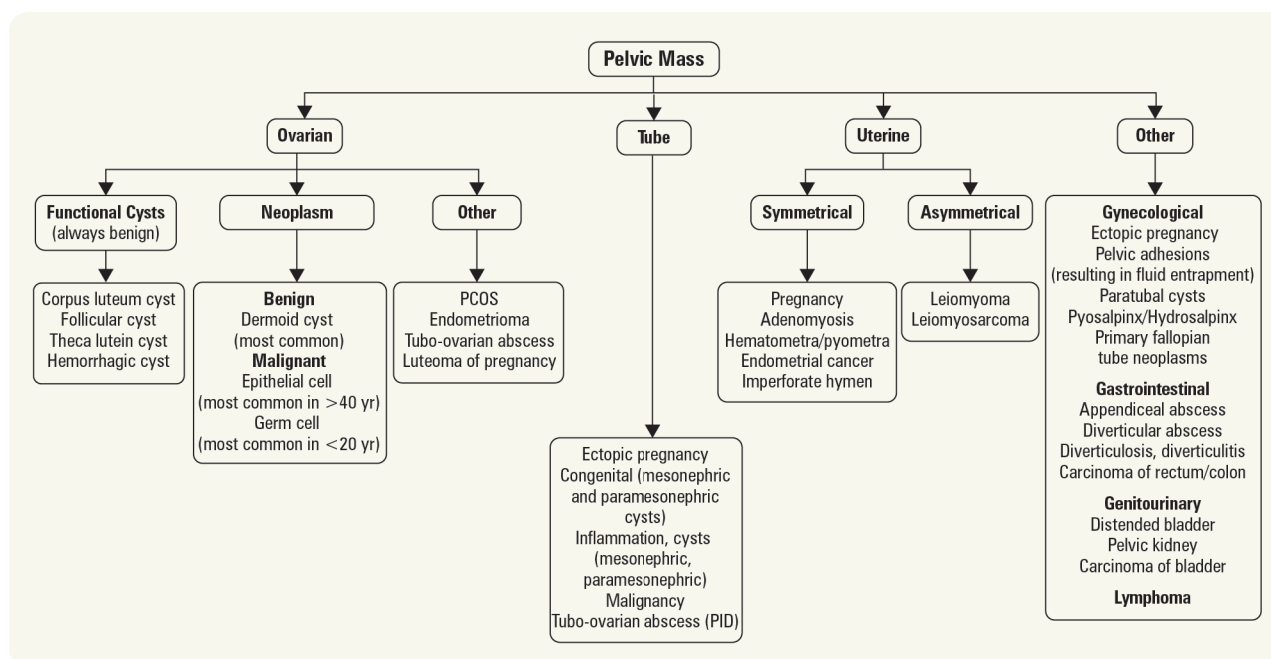 Pelvic Mass
Ovarian
Tube
Uterine
Other
Functional Cysts
(always benign)
Neoplasm
Other
Symmetrical
Asymmetrical
Corpus luteum cyst
Follicular cyst
Theca lutein cyst
Hemorrhagic cyst
Benign
Dermoid cyst
(most common)
Malignant
Epithelial cell
(most common in >40 yr)
Germ cell
(most common in <20 yr)
PCOS
Endometrioma
Tubo-ovarian abscess
Luteoma of pregnancy
Ectopic pregnancy
Congenital (mesonephric
and paramesonephric
cysts)
Inflammation, cysts
(mesonephric,
paramesonephric)
Malignancy
Tubo-ovarian abscess (PID)
Pregnancy
Adenomyosis
Hematometra/pyometra
Endometrial cancer
Imperforate hymen
Leiomyoma
Leiomyosarcoma
Gynecological
Ectopic pregnancy
Pelvic adhesions
(resulting in fluid entrapment)
Paratubal cysts
Pyosalpinx/Hydrosalpinx
Primary fallopian
tube neoplasms
Gastrointestinal
Appendiceal abscess
Diverticular abscess
Diverticulosis, diverticulitis
Carcinoma of rectum/colon
Genitourinary
Distended bladder
Pelvic kidney
Carcinoma of bladder
Lymphoma